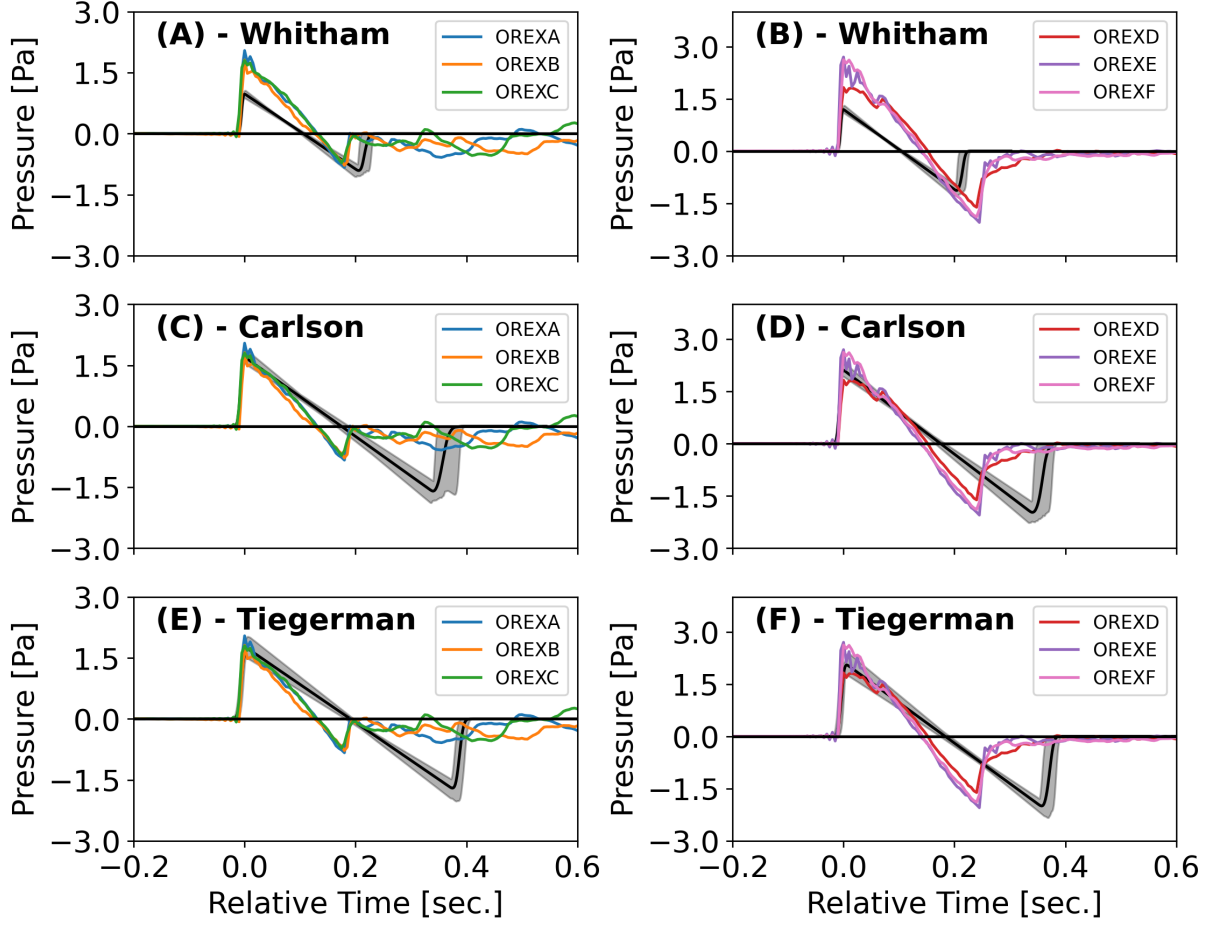 (A) - Whitham
OREXA
OREXB
OREXC
Pressure [Pa]
3.0
1.5
0.0
−1.5
−3.0
(B) - Whitham
OREXD
OREXE
OREXF
Pressure [Pa]
3.0
1.5
0.0
−1.5
−3.0
(C) - Carlson
OREXA
OREXB
OREXC
Pressure [Pa]
3.0
1.5
0.0
−1.5
−3.0
(D) - Carlson
OREXD
OREXE
OREXF
Pressure [Pa]
3.0
1.5
0.0
−1.5
−3.0
(E) - Tiegerman
OREXA
OREXB
OREXC
Pressure [Pa]
3.0
1.5
0.0
−1.5
−3.0
−0.2 0.0 0.2 0.4 0.6
Relative Time [sec.]
(F) - Tiegerman
OREXD
OREXE
OREXF
Pressure [Pa]
3.0
1.5
0.0
−1.5
−3.0
−0.2 0.0 0.2 0.4 0.6
Relative Time [sec.]